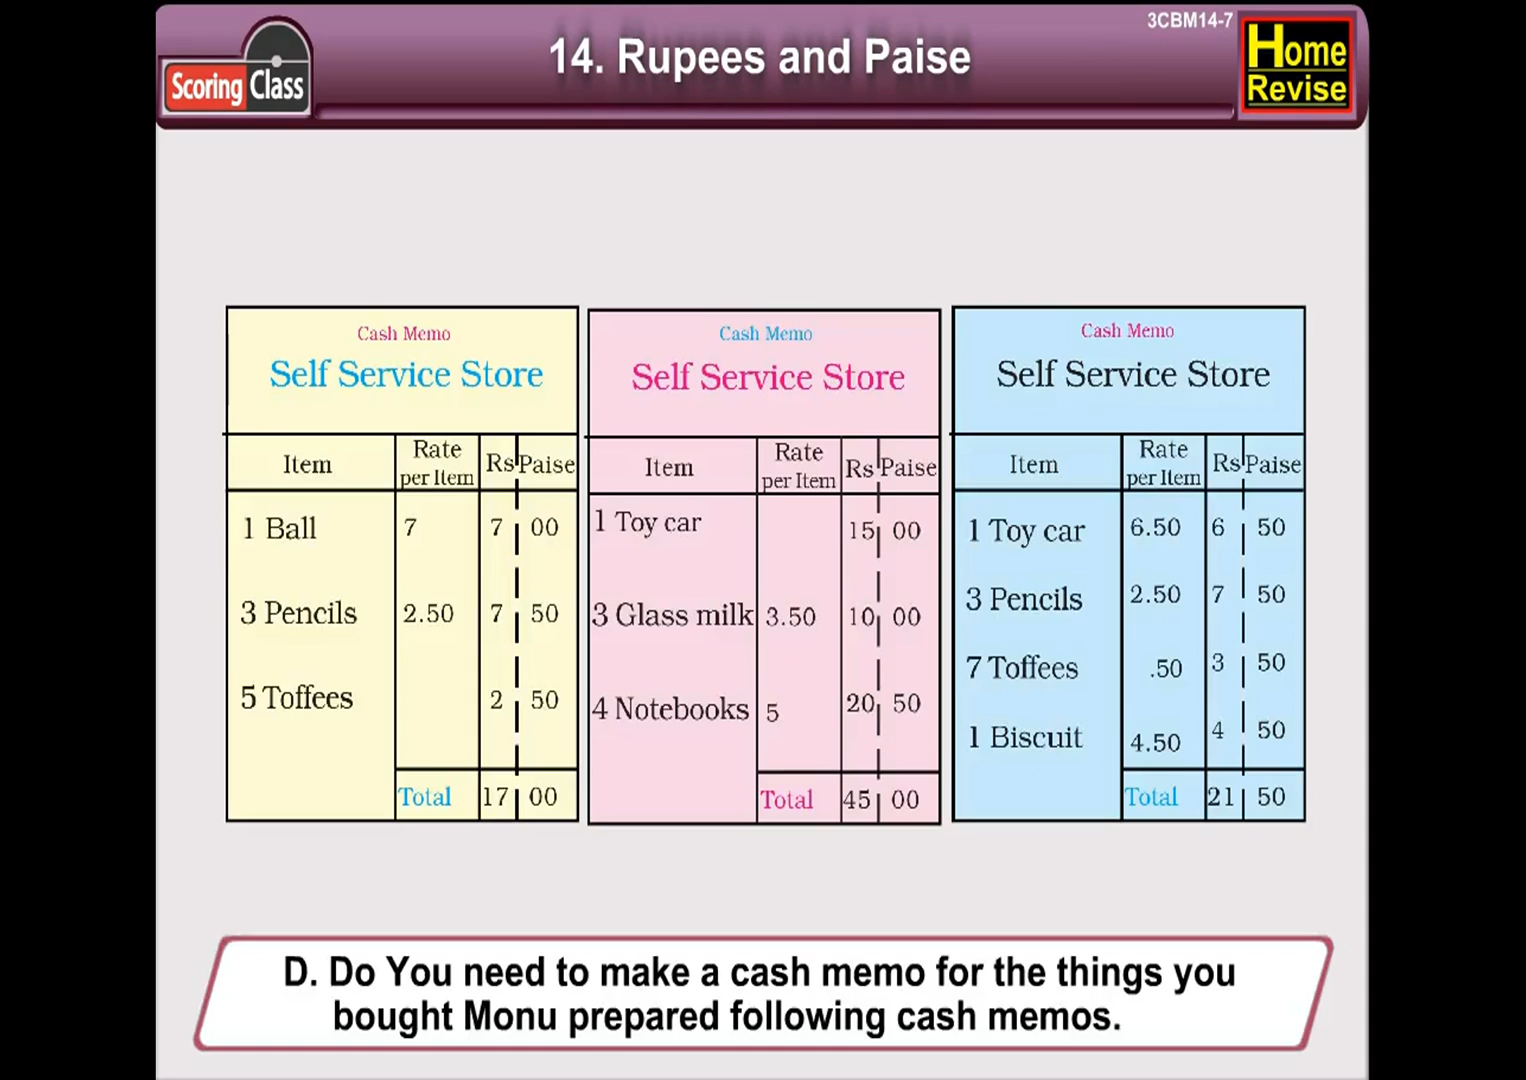 3CBM14-7
14. Rupees and Paise
Scoring Class
Home
Revise
Cash Memo
Self Service Store
Item Rate per Item Rs Paise
1 Ball 7 7 00
3 Pencils 2.50 7 50
5 Toffees 2 50
Total 17 00
Cash Memo
Self Service Store
Item Rate per Item Rs Paise
1 Toy car 15 00
3 Glass milk 3.50 10 00
4 Notebooks 5 20 50
Total 45 00
Cash Memo
Self Service Store
Item Rate per Item Rs Paise
1 Toy car 6.50 6 50
3 Pencils 2.50 7 50
7 Toffees .50 3 50
1 Biscuit 4.50 4 50
Total 21 50
D. Do You need to make a cash memo for the things you
bought Monu prepared following cash memos.